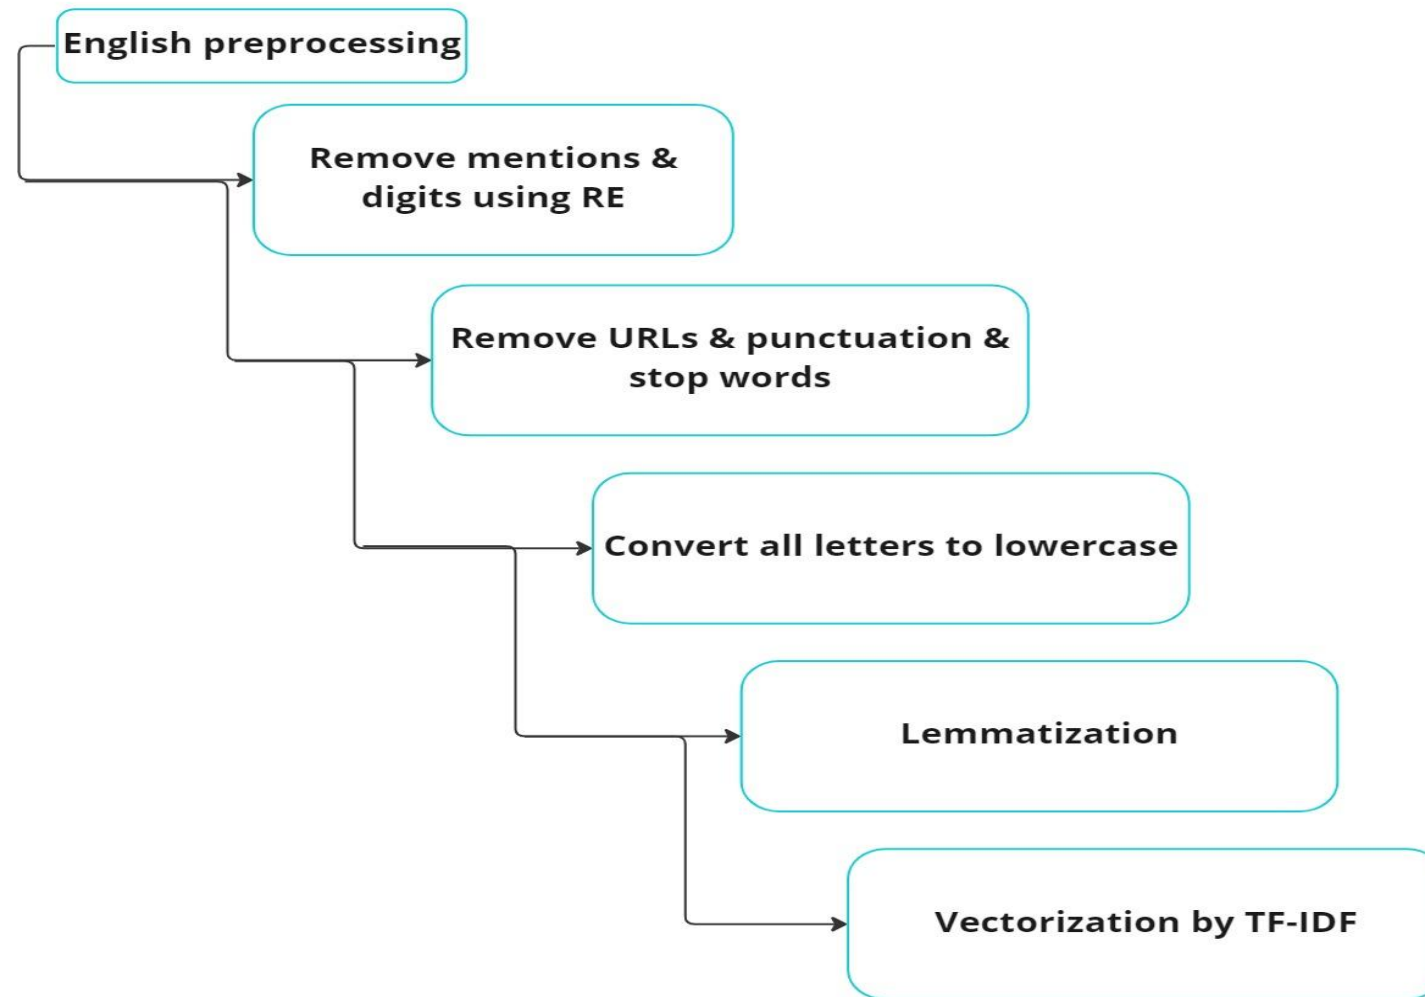 English preprocessing
Remove mentions &
digits using RE
Remove URLs & punctuation &
stop words
Convert all letters to lowercase
Lemmatization
Vectorization by TF-IDF